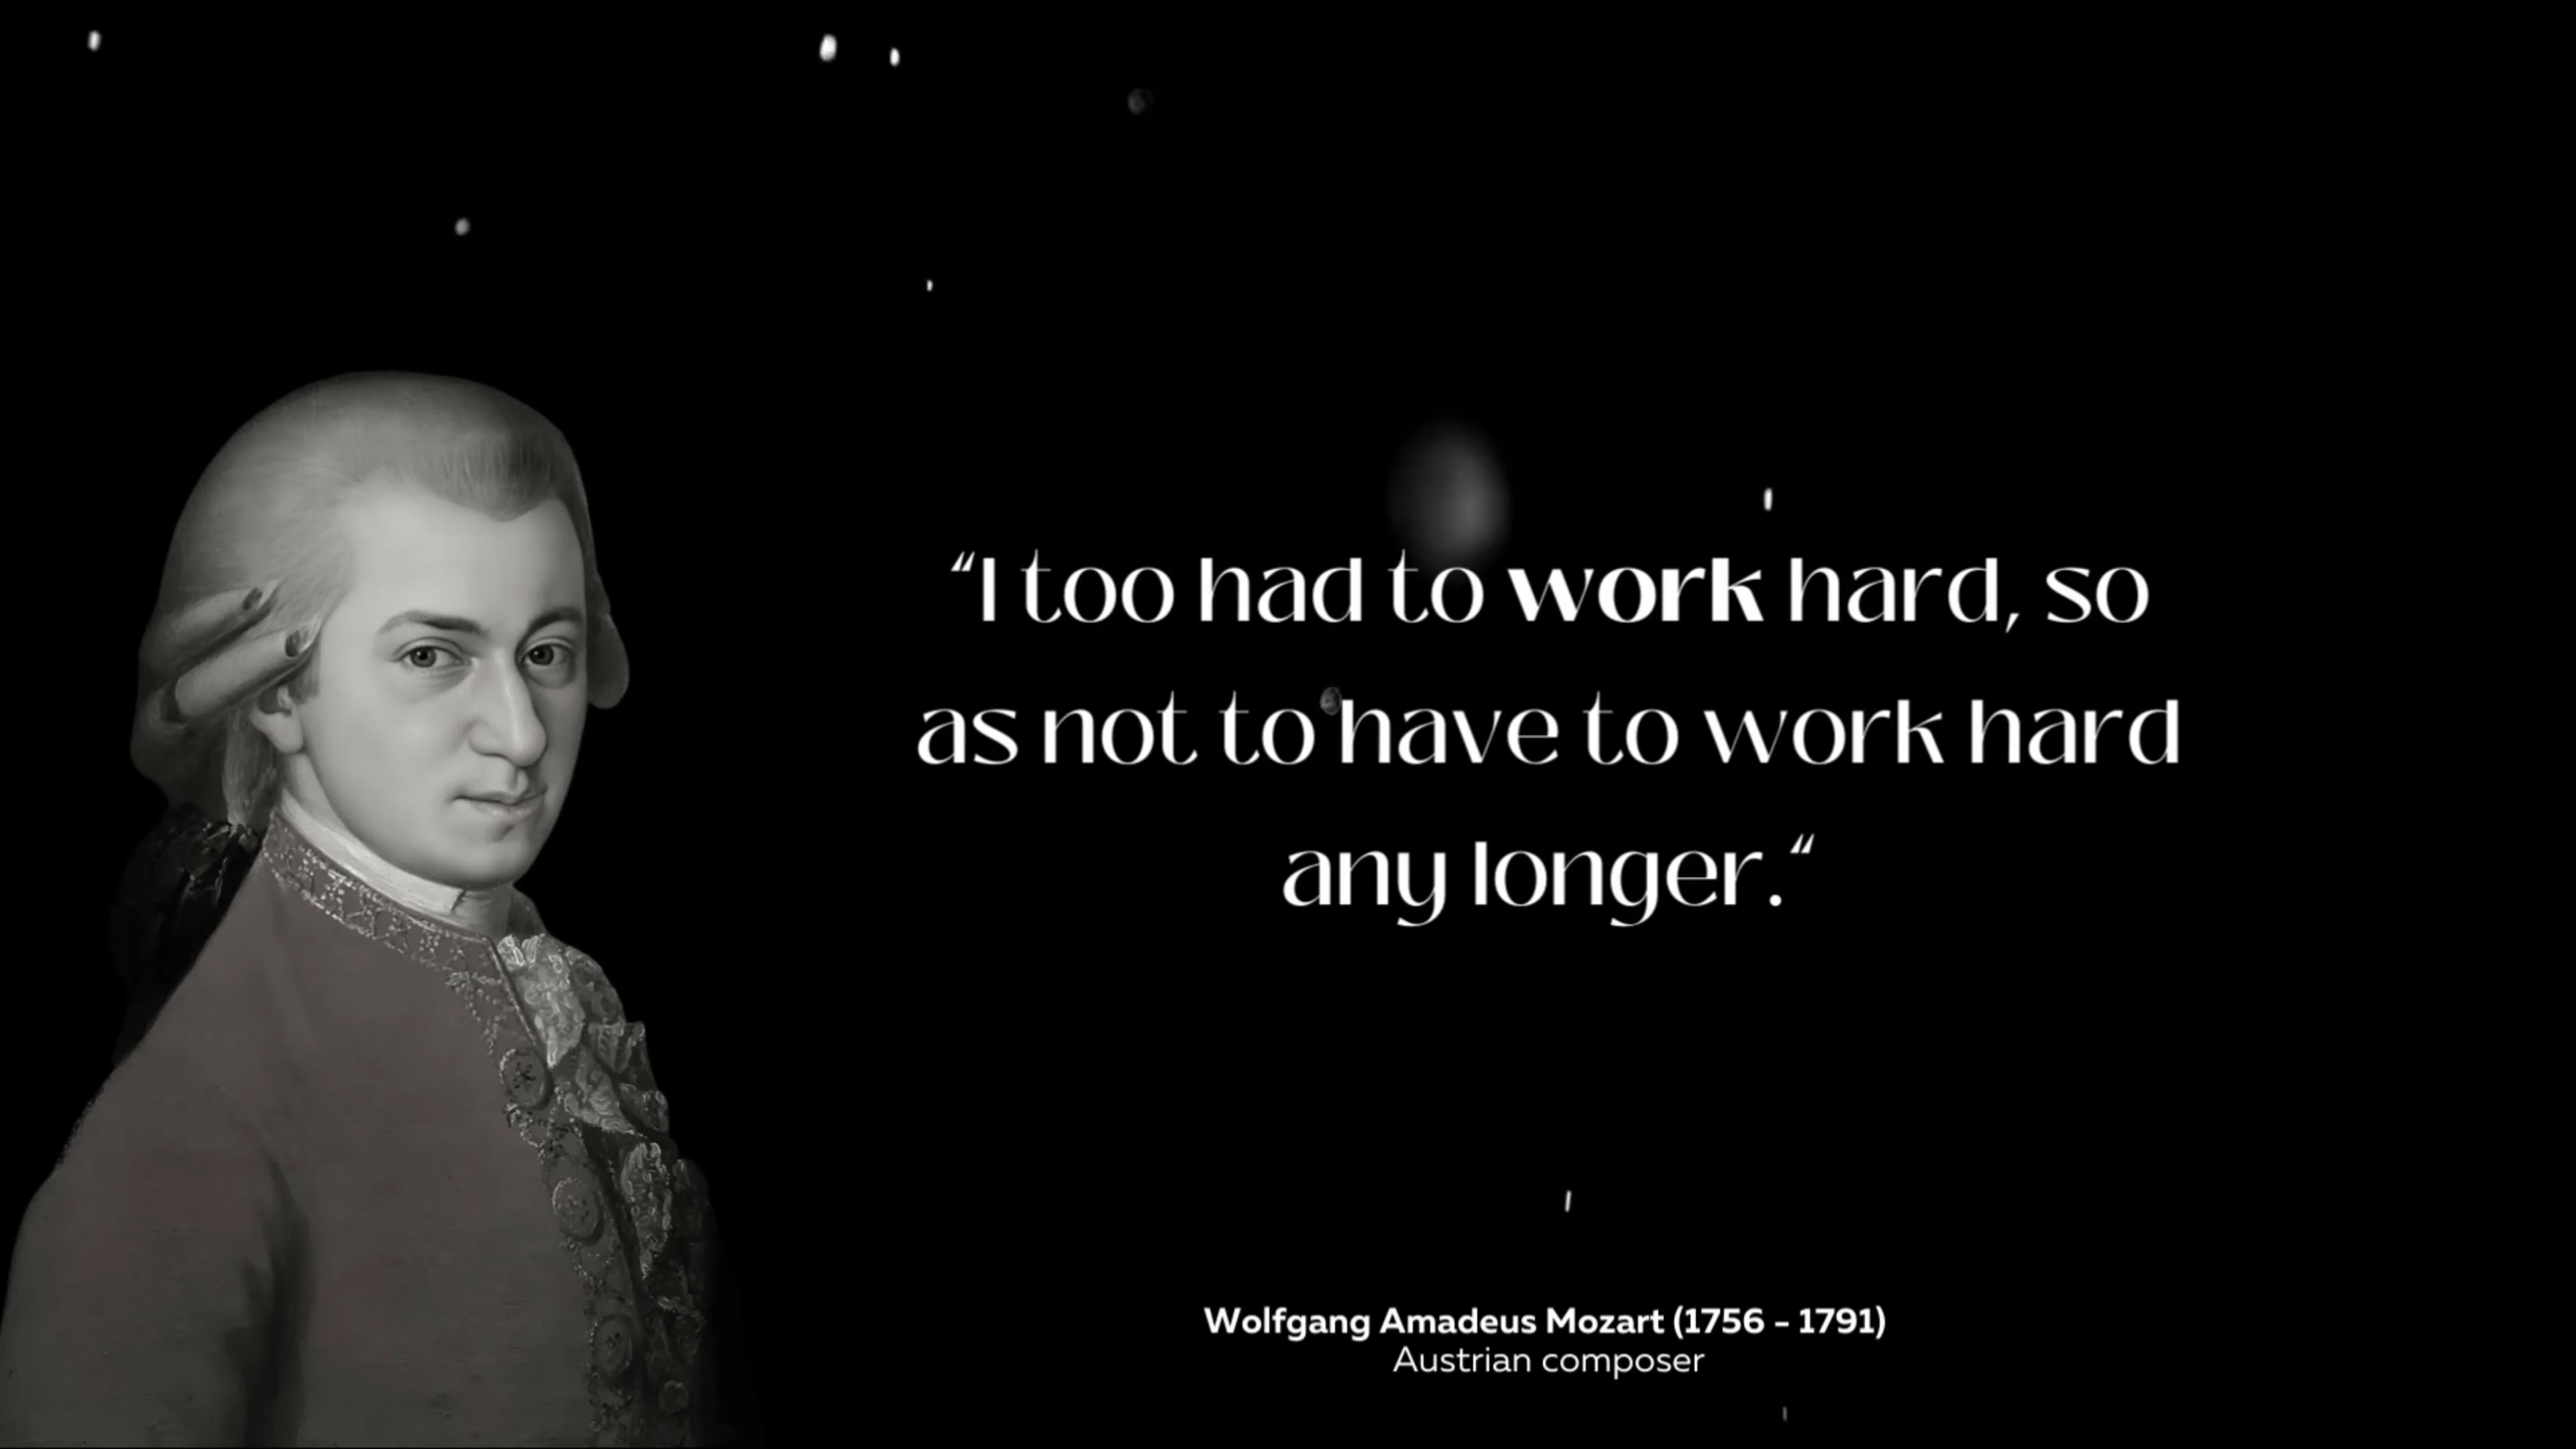 “I too had to work hard, so
as not to have to work hard
any longer.“
Wolfgang Amadeus Mozart (1756 - 1791)
Austrian composer